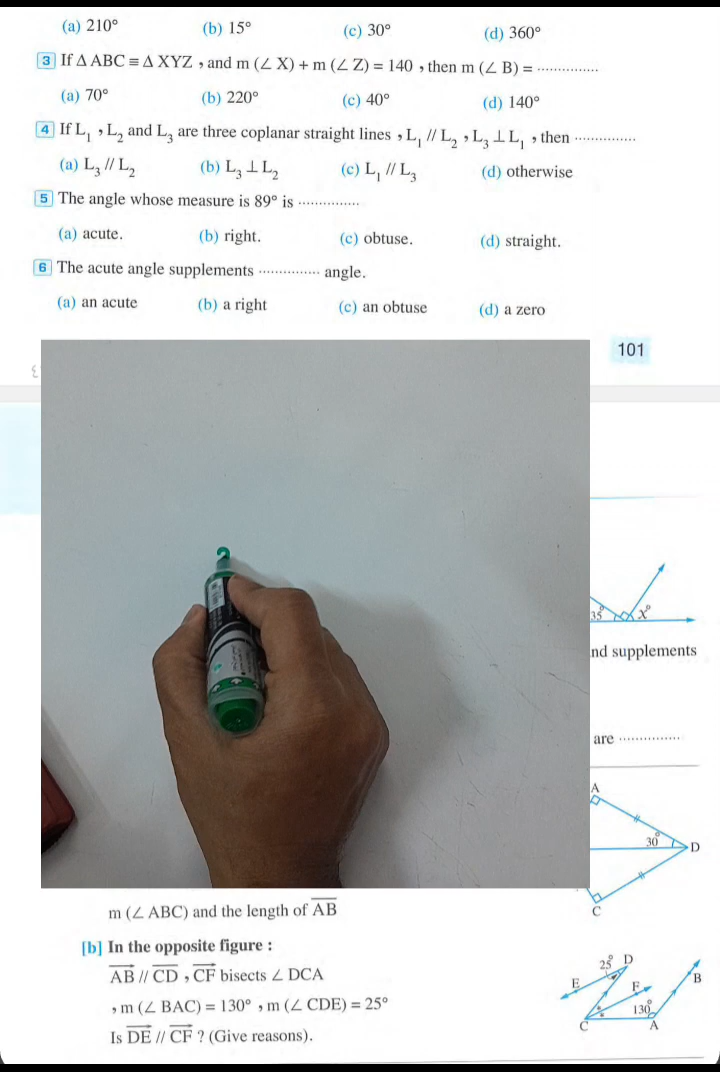 (a) 210° (b) 15° (c) 30° (d) 360°
3 If Δ ABC ≡ Δ XYZ , and m (∠ X) + m (∠ Z) = 140 , then m (∠ B) = ...............
(a) 70° (b) 220° (c) 40° (d) 140°
4 If L₁ , L₂ and L₃ are three coplanar straight lines , L₁ // L₂ , L₃ ⊥ L₁ , then ...............
(a) L₃ // L₂ (b) L₃ ⊥ L₂ (c) L₁ // L₃ (d) otherwise
5 The angle whose measure is 89° is ...............
(a) acute. (b) right. (c) obtuse. (d) straight.
6 The acute angle supplements ............... angle.
(a) an acute (b) a right (c) an obtuse (d) a zero
101
35° x°
nd supplements
are ...............
A
30° D
C
m (∠ ABC) and the length of A̅B̅
[b] In the opposite figure :
AB // CD , CF bisects ∠ DCA
, m (∠ BAC) = 130° , m (∠ CDE) = 25°
Is DE // CF ? (Give reasons).
25° D
E F B
130°
C A